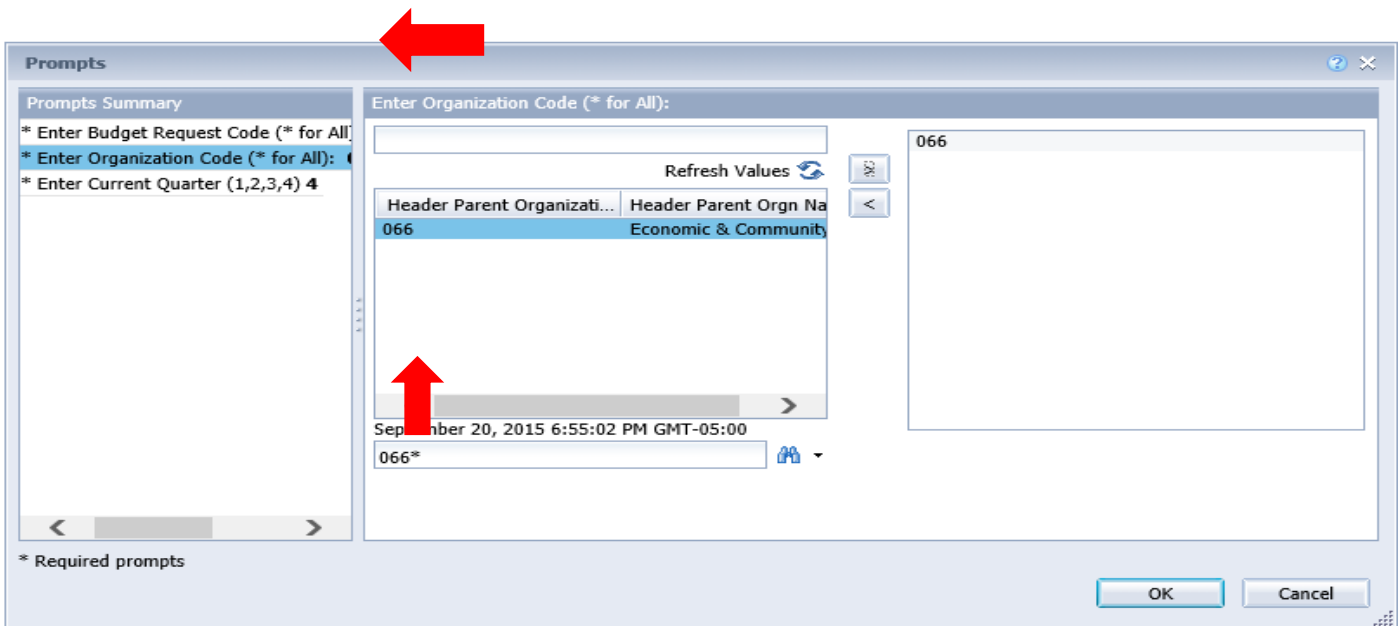 Prompts
Prompts Summary
* Enter Budget Request Code (* for All)
* Enter Organization Code (* for All):
* Enter Current Quarter (1,2,3,4) 4
Enter Organization Code (* for All):
Refresh Values
Header Parent Organizati... Header Parent Orgn Na
066 Economic & Community
2015 6:55:02 PM GMT-05:00
20,
066*
>
<
066
* Required prompts
OK Cancel